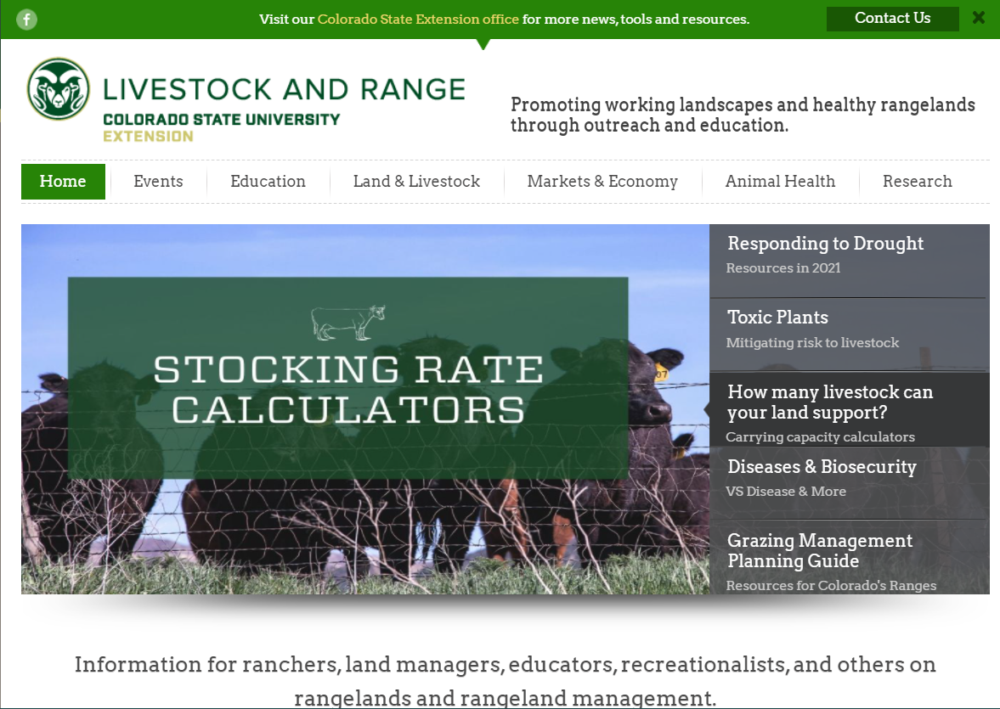 Visit our Colorado State Extension office for more news, tools and resources.
Contact Us
LIVESTOCK AND RANGE
COLORADO STATE UNIVERSITY
EXTENSION
Promoting working landscapes and healthy rangelands
through outreach and education.
Home
Events
Education
Land & Livestock
Markets & Economy
Animal Health
Research
STOCKING RATE
CALCULATORS
07
Responding to Drought
Resources in 2021
Toxic Plants
Mitigating risk to livestock
How many livestock can
your land support?
Carrying capacity calculators
Diseases & Biosecurity
VS Disease & More
Grazing Management
Planning Guide
Resources for Colorado's Ranges
Information for ranchers, land managers, educators, recreationalists, and others on
rangelands and rangeland management.